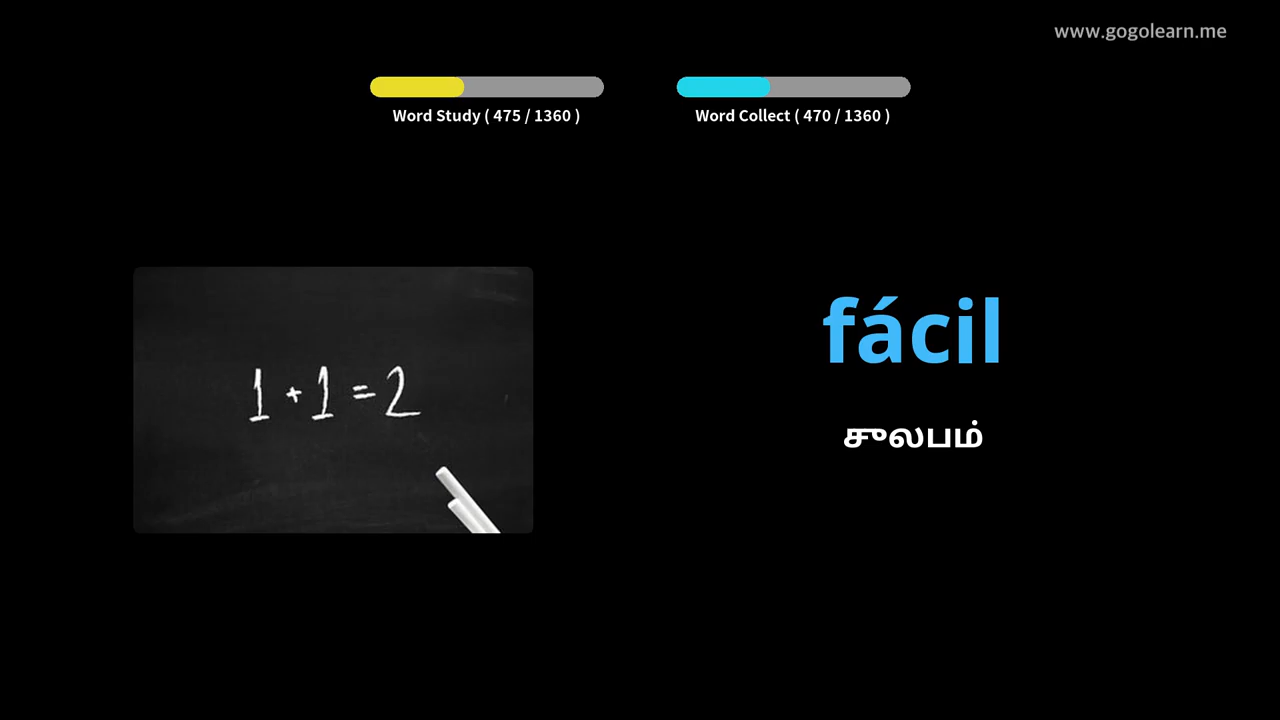 www.gogolearn.me
Word Study ( 475 / 1360 )
Word Collect ( 470 / 1360 )
1 + 1 = 2
fácil
சுலபம்